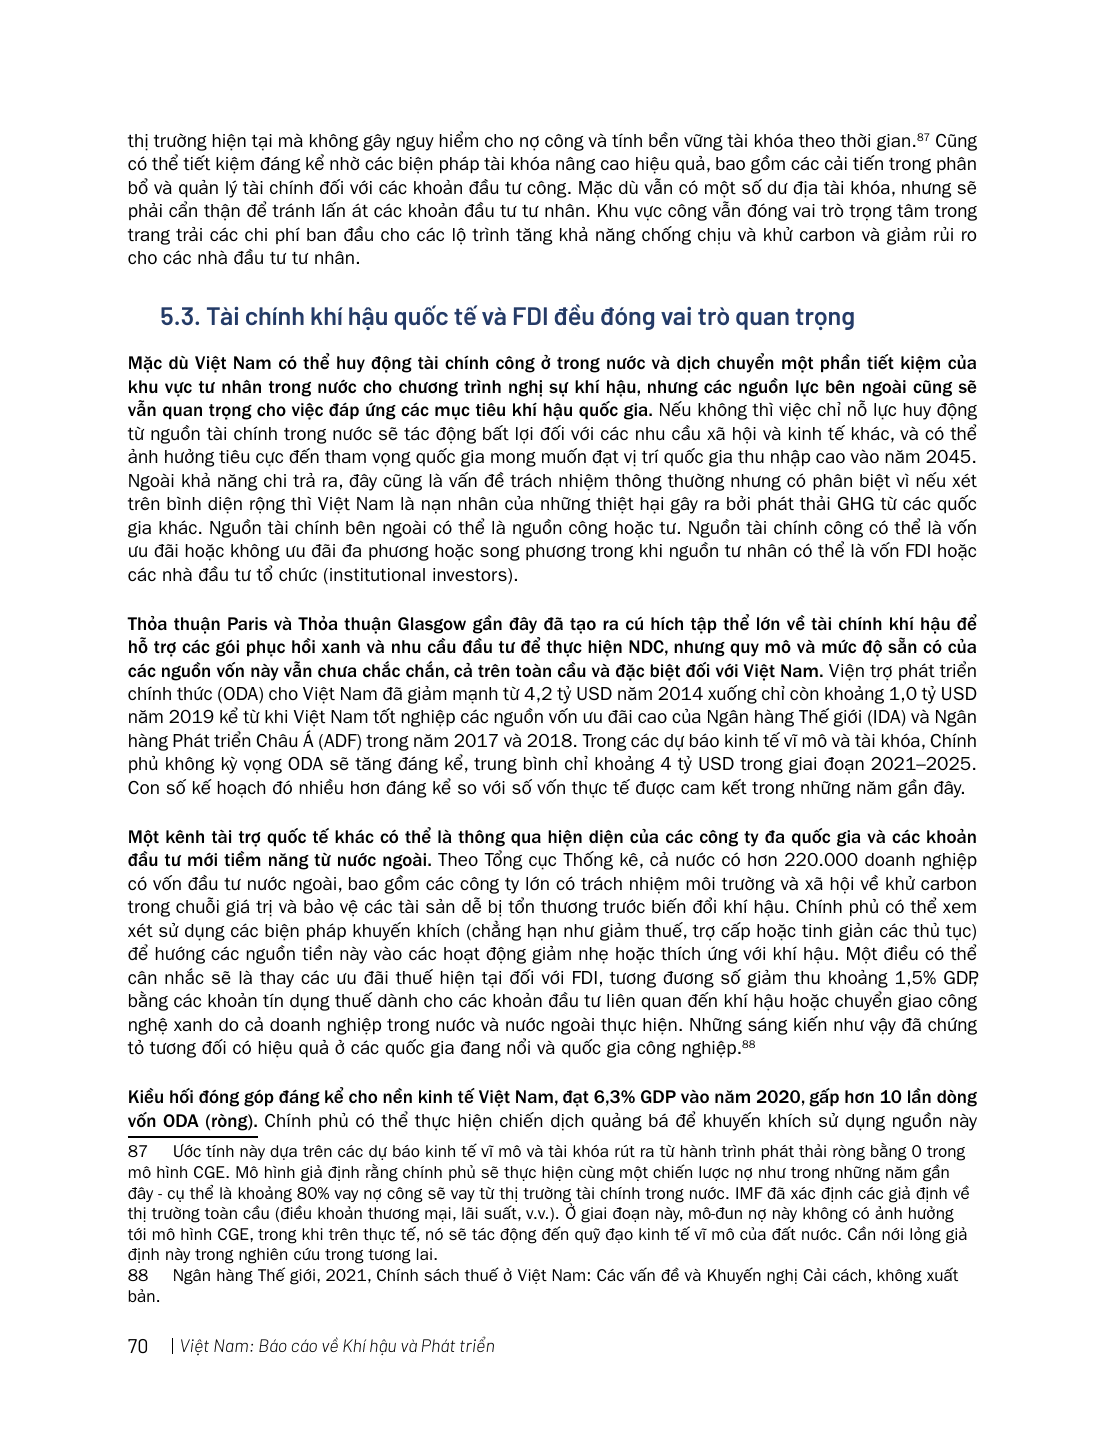 thị trường hiện tại mà không gây nguy hiểm cho nợ công và tính bền vững tài khóa theo thời gian.⁸⁷ Cũng
có thể tiết kiệm đáng kể nhờ các biện pháp tài khóa nâng cao hiệu quả, bao gồm các cải tiến trong phân
bổ và quản lý tài chính đối với các khoản đầu tư công. Mặc dù vẫn có một số dư địa tài khóa, nhưng sẽ
phải cẩn thận để tránh lấn át các khoản đầu tư tư nhân. Khu vực công vẫn đóng vai trò trọng tâm trong
trang trải các chi phí ban đầu cho các lộ trình tăng khả năng chống chịu và khử carbon và giảm rủi ro
cho các nhà đầu tư tư nhân.
5.3. Tài chính khí hậu quốc tế và FDI đều đóng vai trò quan trọng
Mặc dù Việt Nam có thể huy động tài chính công ở trong nước và dịch chuyển một phần tiết kiệm của
khu vực tư nhân trong nước cho chương trình nghị sự khí hậu, nhưng các nguồn lực bên ngoài cũng sẽ
vẫn quan trọng cho việc đáp ứng các mục tiêu khí hậu quốc gia. Nếu không thì việc chỉ nỗ lực huy động
từ nguồn tài chính trong nước sẽ tác động bất lợi đối với các nhu cầu xã hội và kinh tế khác, và có thể
ảnh hưởng tiêu cực đến tham vọng quốc gia mong muốn đạt vị trí quốc gia thu nhập cao vào năm 2045.
Ngoài khả năng chi trả ra, đây cũng là vấn đề trách nhiệm thông thường nhưng có phân biệt vì nếu xét
trên bình diện rộng thì Việt Nam là nạn nhân của những thiệt hại gây ra bởi phát thải GHG từ các quốc
gia khác. Nguồn tài chính bên ngoài có thể là nguồn công hoặc tư. Nguồn tài chính công có thể là vốn
ưu đãi hoặc không ưu đãi đa phương hoặc song phương trong khi nguồn tư nhân có thể là vốn FDI hoặc
các nhà đầu tư tổ chức (institutional investors).
Thỏa thuận Paris và Thỏa thuận Glasgow gần đây đã tạo ra cú hích tập thể lớn về tài chính khí hậu để
hỗ trợ các gói phục hồi xanh và nhu cầu đầu tư để thực hiện NDC, nhưng quy mô và mức độ sẵn có của
các nguồn vốn này vẫn chưa chắc chắn, cả trên toàn cầu và đặc biệt đối với Việt Nam. Viện trợ phát triển
chính thức (ODA) cho Việt Nam đã giảm mạnh từ 4,2 tỷ USD năm 2014 xuống chỉ còn khoảng 1,0 tỷ USD
năm 2019 kể từ khi Việt Nam tốt nghiệp các nguồn vốn ưu đãi cao của Ngân hàng Thế giới (IDA) và Ngân
hàng Phát triển Châu Á (ADF) trong năm 2017 và 2018. Trong các dự báo kinh tế vĩ mô và tài khóa, Chính
phủ không kỳ vọng ODA sẽ tăng đáng kể, trung bình chỉ khoảng 4 tỷ USD trong giai đoạn 2021–2025.
Con số kế hoạch đó nhiều hơn đáng kể so với số vốn thực tế được cam kết trong những năm gần đây.
Một kênh tài trợ quốc tế khác có thể là thông qua hiện diện của các công ty đa quốc gia và các khoản
đầu tư mới tiềm năng từ nước ngoài. Theo Tổng cục Thống kê, cả nước có hơn 220.000 doanh nghiệp
có vốn đầu tư nước ngoài, bao gồm các công ty lớn có trách nhiệm môi trường và xã hội về khử carbon
trong chuỗi giá trị và bảo vệ các tài sản dễ bị tổn thương trước biến đổi khí hậu. Chính phủ có thể xem
xét sử dụng các biện pháp khuyến khích (chẳng hạn như giảm thuế, trợ cấp hoặc tinh giản các thủ tục)
để hướng các nguồn tiền này vào các hoạt động giảm nhẹ hoặc thích ứng với khí hậu. Một điều có thể
cân nhắc sẽ là thay các ưu đãi thuế hiện tại đối với FDI, tương đương số giảm thu khoảng 1,5% GDP,
bằng các khoản tín dụng thuế dành cho các khoản đầu tư liên quan đến khí hậu hoặc chuyển giao công
nghệ xanh do cả doanh nghiệp trong nước và nước ngoài thực hiện. Những sáng kiến như vậy đã chứng
tỏ tương đối có hiệu quả ở các quốc gia đang nổi và quốc gia công nghiệp.⁸⁸
Kiều hối đóng góp đáng kể cho nền kinh tế Việt Nam, đạt 6,3% GDP vào năm 2020, gấp hơn 10 lần dòng
vốn ODA (ròng). Chính phủ có thể thực hiện chiến dịch quảng bá để khuyến khích sử dụng nguồn này
87 Ước tính này dựa trên các dự báo kinh tế vĩ mô và tài khóa rút ra từ hành trình phát thải ròng bằng 0 trong
mô hình CGE. Mô hình giả định rằng chính phủ sẽ thực hiện cùng một chiến lược nợ như trong những năm gần
đây - cụ thể là khoảng 80% vay nợ công sẽ vay từ thị trường tài chính trong nước. IMF đã xác định các giả định về
thị trường toàn cầu (điều khoản thương mại, lãi suất, v.v.). Ở giai đoạn này, mô-đun nợ này không có ảnh hưởng
tới mô hình CGE, trong khi trên thực tế, nó sẽ tác động đến quỹ đạo kinh tế vĩ mô của đất nước. Cần nới lỏng giả
định này trong nghiên cứu trong tương lai.
88 Ngân hàng Thế giới, 2021, Chính sách thuế ở Việt Nam: Các vấn đề và Khuyến nghị Cải cách, không xuất
bản.
70 | Việt Nam: Báo cáo về Khí hậu và Phát triển